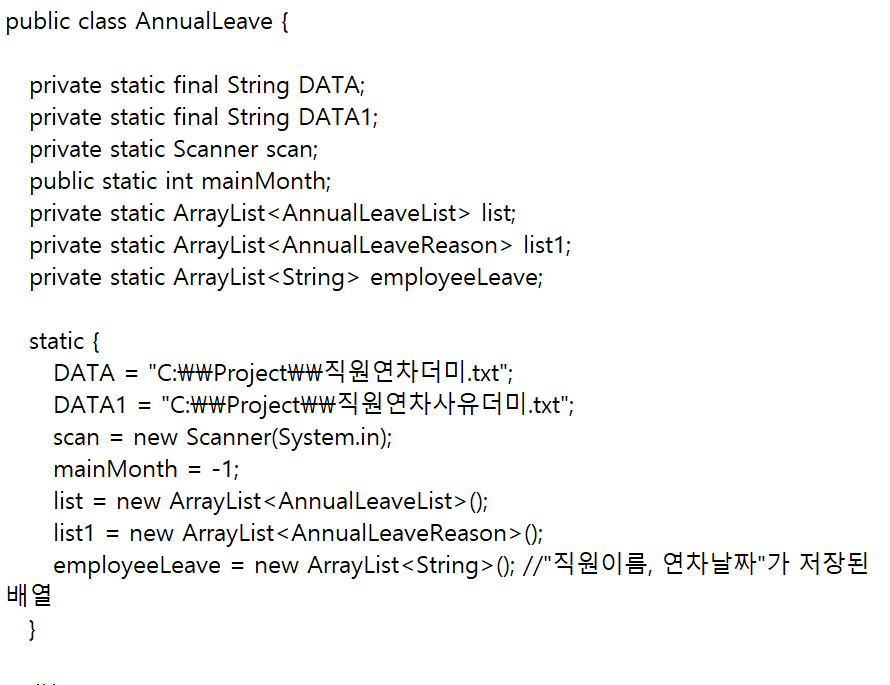 public class AnnualLeave {
private static final String DATA;
private static final String DATA1;
private static Scanner scan;
public static int mainMonth;
private static ArrayList<AnnualLeaveList> list;
private static ArrayList<AnnualLeaveReason> list1;
private static ArrayList<String> employeeLeave;
static {
DATA = "C:₩₩Project₩₩직원연차더미.txt";
DATA1 = "C:₩₩Project₩₩직원연차사유더미.txt";
scan = new Scanner(System.in);
mainMonth = -1;
list = new ArrayList<AnnualLeaveList>();
list1 = new ArrayList<AnnualLeaveReason>();
employeeLeave = new ArrayList<String>(); //"직원이름, 연차날짜"가 저장된
배열
}